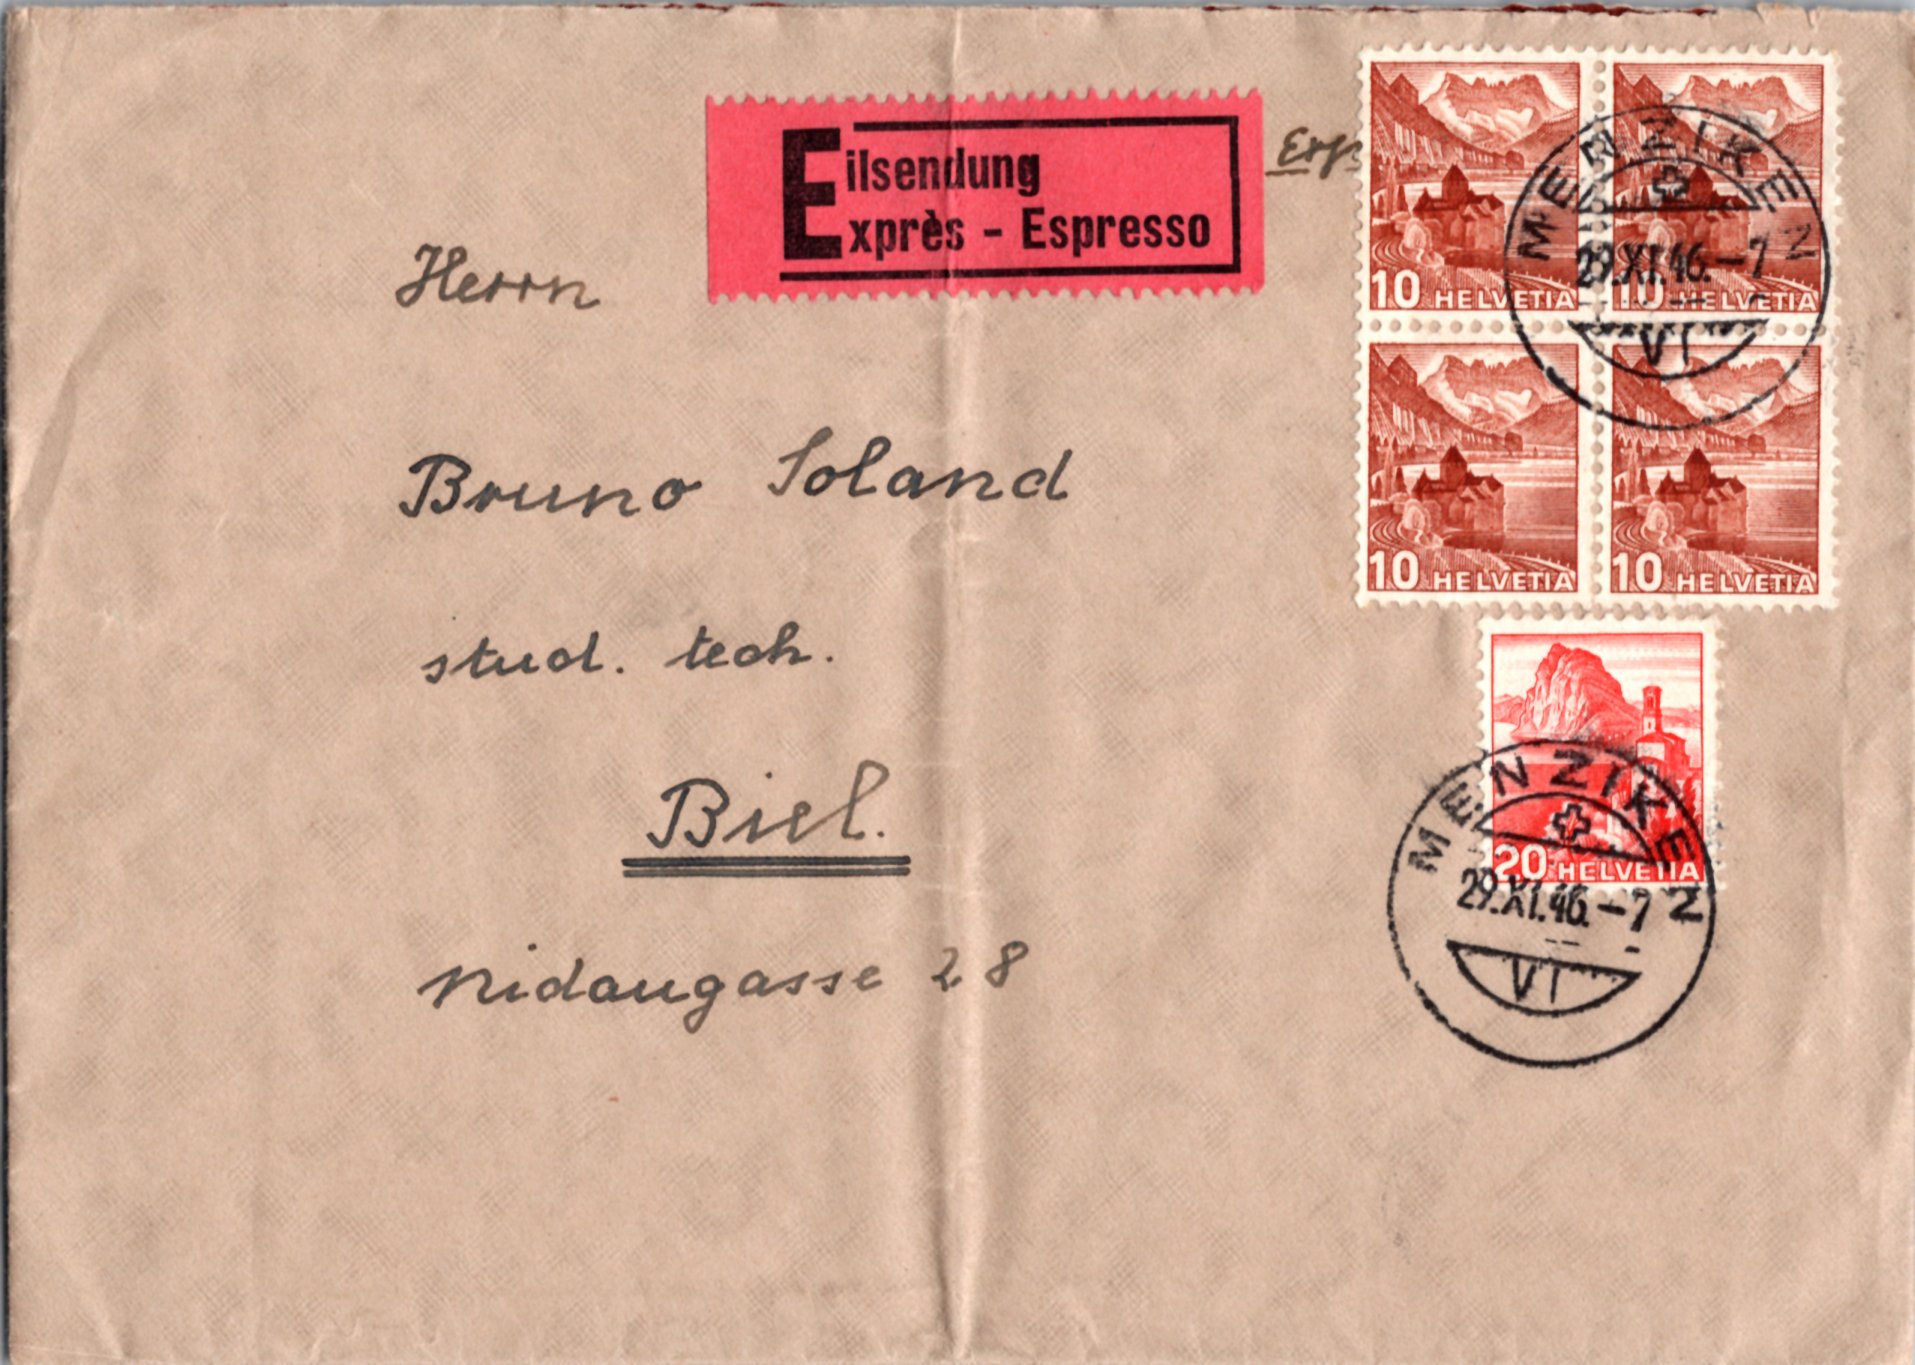 Eilsendung
Exprès - Espresso
Herrn
Bruno Soland
stud. tech.
Biel.
Nidaugasse 28
10 HELVETIA
10 HELVETIA
10 HELVETIA
10 HELVETIA
MENZIKEN
29.XI.46.-7
VI
20 HELVETIA
MENZIKEN
29.XI.46.-7
VI